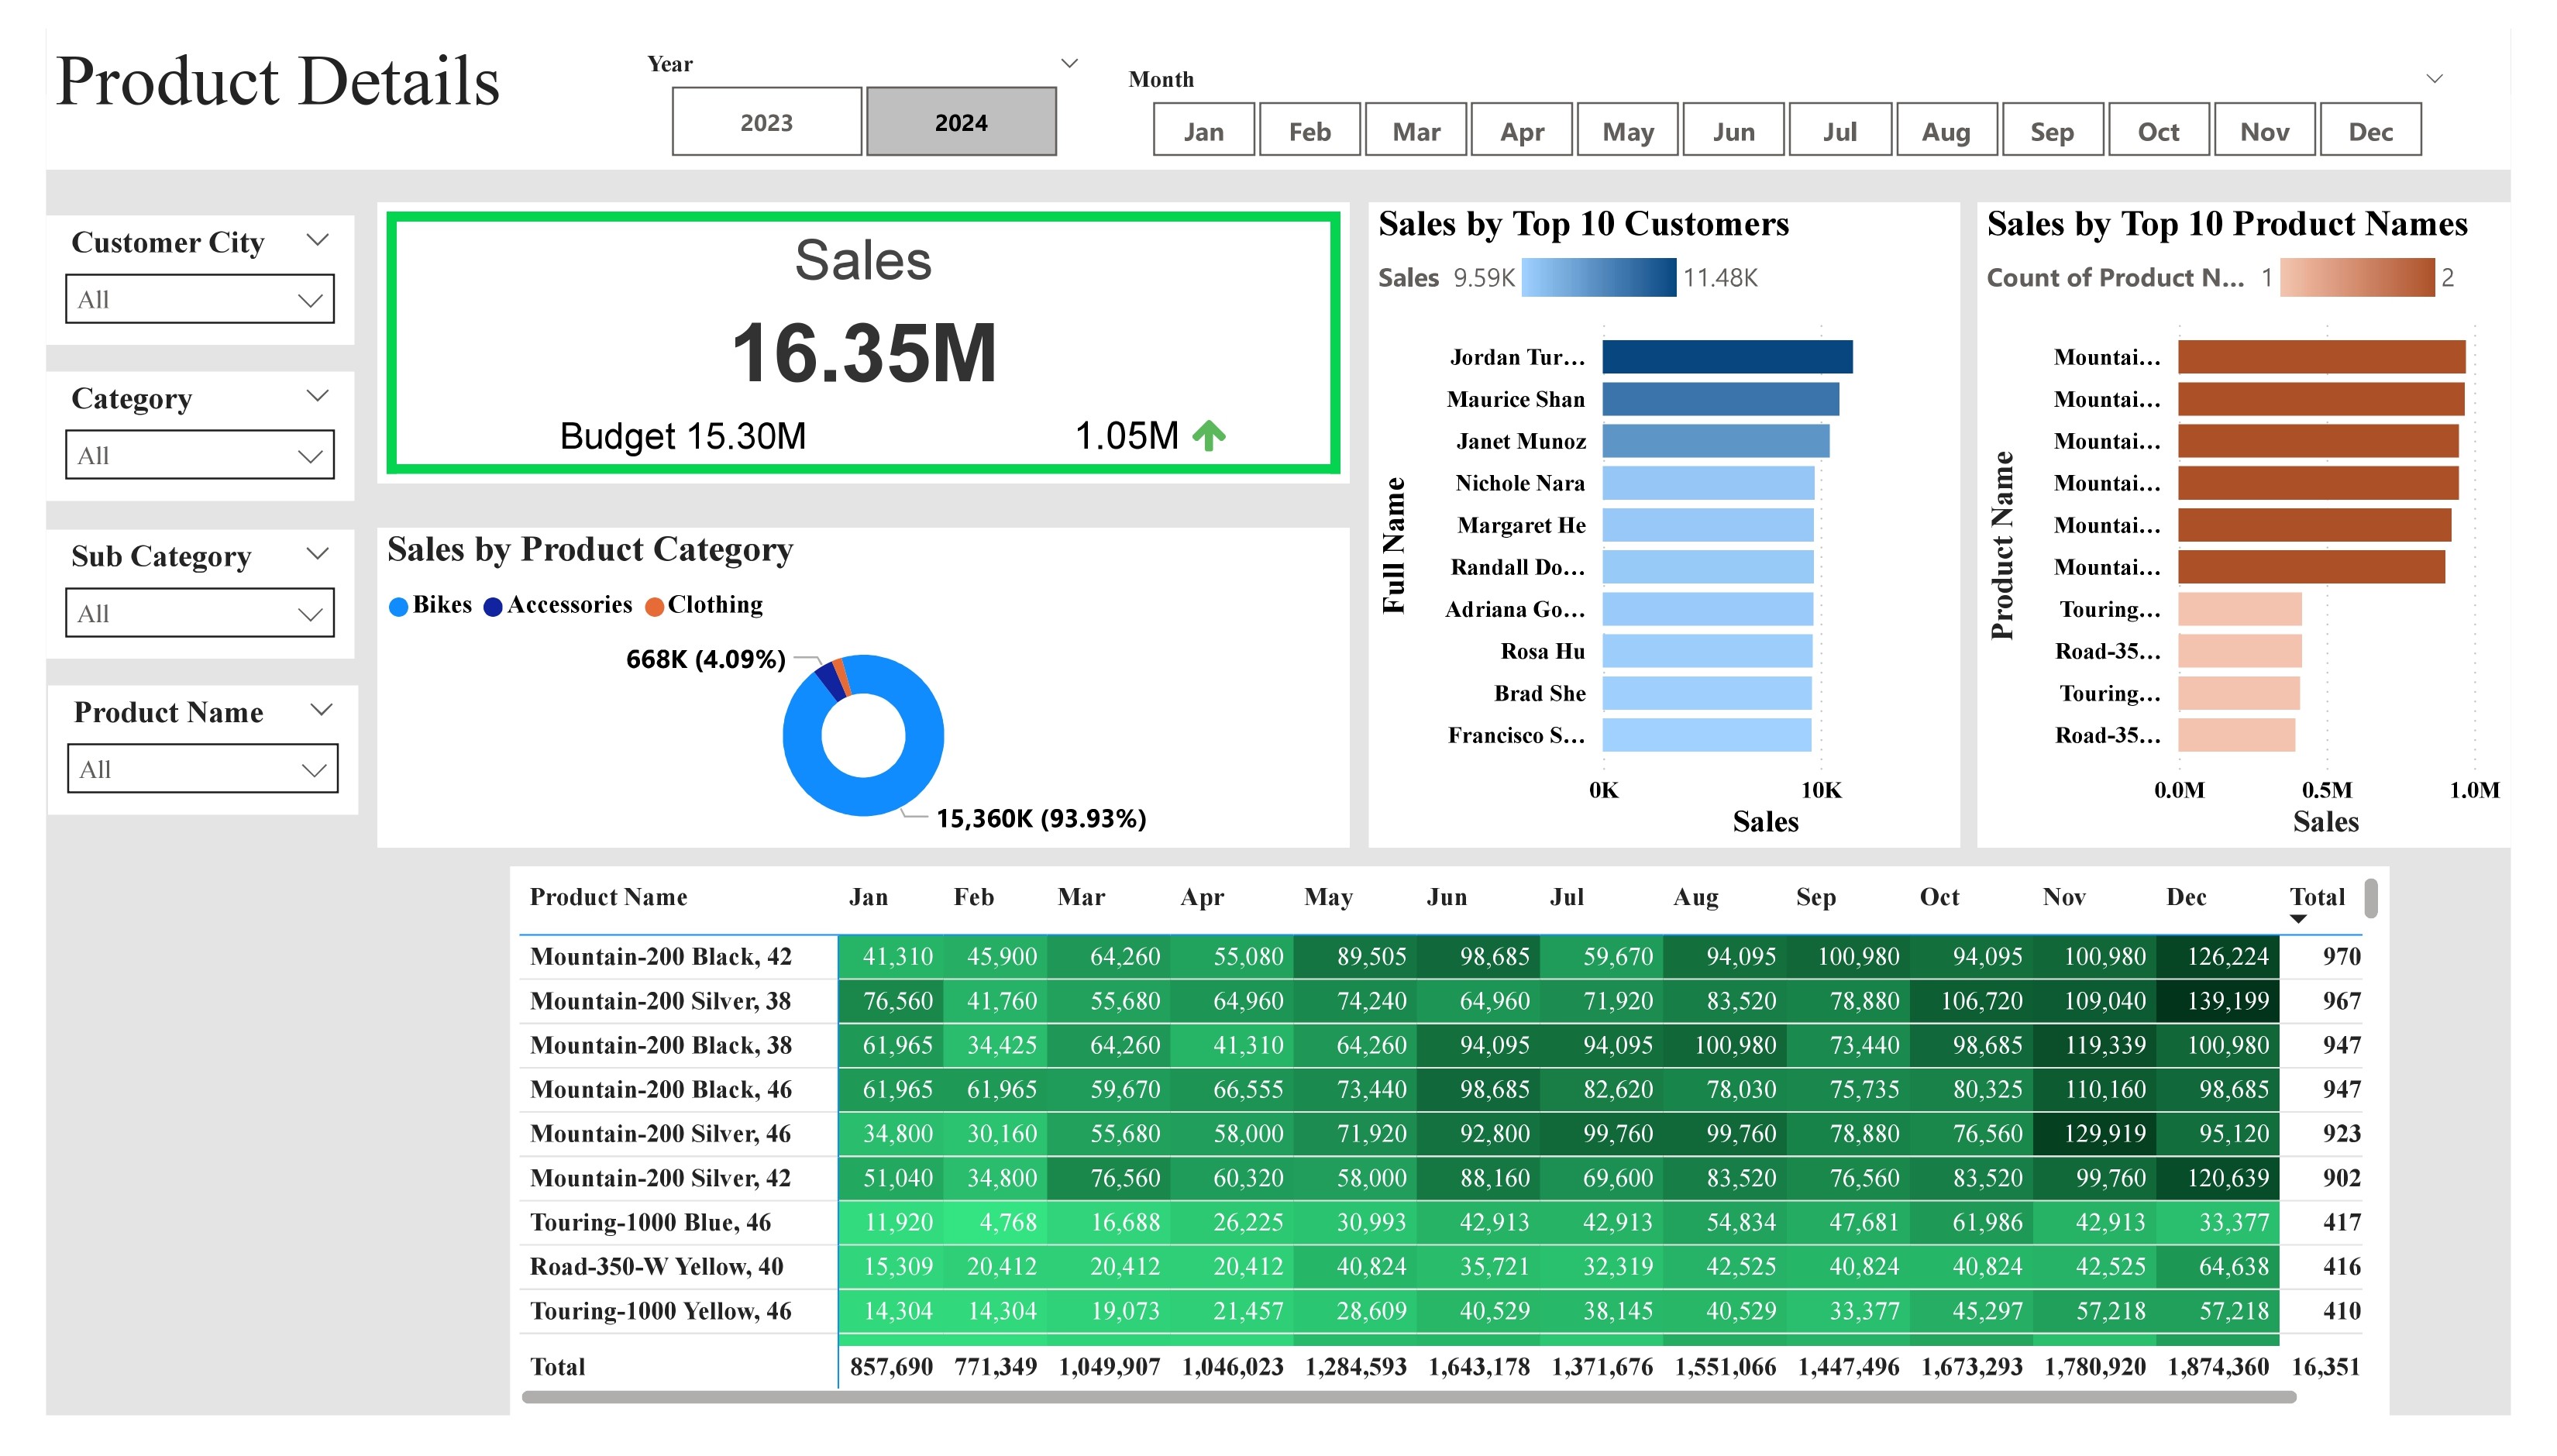 Product Details
Year
2023
2024
Month
Jan Feb Mar Apr May Jun Jul Aug Sep Oct Nov Dec
Customer City
All
Category
All
Sub Category
All
Product Name
All
Sales
16.35M
Budget 15.30M 1.05M
Sales by Product Category
Bikes Accessories Clothing
668K (4.09%)
15,360K (93.93%)
Sales by Top 10 Customers
Sales 9.59K 11.48K
Full Name
Jordan Tur...
Maurice Shan
Janet Munoz
Nichole Nara
Margaret He
Randall Do...
Adriana Go...
Rosa Hu
Brad She
Francisco S...
0K 10K
Sales
Sales by Top 10 Product Names
Count of Product N... 1 2
Product Name
Mountai...
Mountai...
Mountai...
Mountai...
Mountai...
Mountai...
Touring...
Road-35...
Touring...
Road-35...
0.0M 0.5M 1.0M
Sales
Product Name Jan Feb Mar Apr May Jun Jul Aug Sep Oct Nov Dec Total
Mountain-200 Black, 42 41,310 45,900 64,260 55,080 89,505 98,685 59,670 94,095 100,980 94,095 100,980 126,224 970
Mountain-200 Silver, 38 76,560 41,760 55,680 64,960 74,240 64,960 71,920 83,520 78,880 106,720 109,040 139,199 967
Mountain-200 Black, 38 61,965 34,425 64,260 41,310 64,260 94,095 94,095 100,980 73,440 98,685 119,339 100,980 947
Mountain-200 Black, 46 61,965 61,965 59,670 66,555 73,440 98,685 82,620 78,030 75,735 80,325 110,160 98,685 947
Mountain-200 Silver, 46 34,800 30,160 55,680 58,000 71,920 92,800 99,760 99,760 78,880 76,560 129,919 95,120 923
Mountain-200 Silver, 42 51,040 34,800 76,560 60,320 58,000 88,160 69,600 83,520 76,560 83,520 99,760 120,639 902
Touring-1000 Blue, 46 11,920 4,768 16,688 26,225 30,993 42,913 42,913 54,834 47,681 61,986 42,913 33,377 417
Road-350-W Yellow, 40 15,309 20,412 20,412 20,412 40,824 35,721 32,319 42,525 40,824 40,824 42,525 64,638 416
Touring-1000 Yellow, 46 14,304 14,304 19,073 21,457 28,609 40,529 38,145 40,529 33,377 45,297 57,218 57,218 410
Total 857,690 771,349 1,049,907 1,046,023 1,284,593 1,643,178 1,371,676 1,551,066 1,447,496 1,673,293 1,780,920 1,874,360 16,351